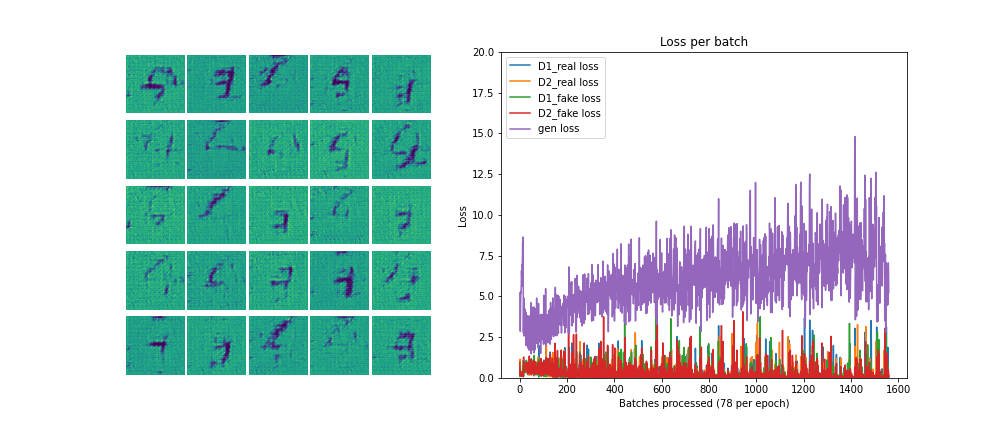 Loss per batch
20.0
17.5
15.0
12.5
10.0
7.5
5.0
2.5
0.0
Loss
D1_real loss
D2_real loss
D1_fake loss
D2_fake loss
gen loss
0 200 400 600 800 1000 1200 1400 1600
Batches processed (78 per epoch)